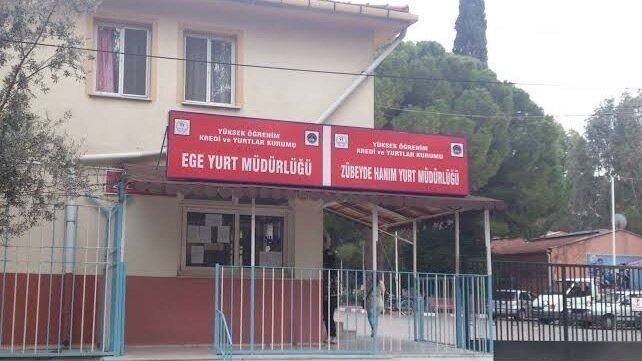 YÜKSEK ÖĞRENİM
KREDİ ve YURTLAR KURUMU
EGE YURT MÜDÜRLÜĞÜ
YÜKSEK ÖĞRENİM
KREDİ ve YURTLAR KURUMU
ZÜBEYDE HANIM YURT MÜDÜRLÜĞÜ